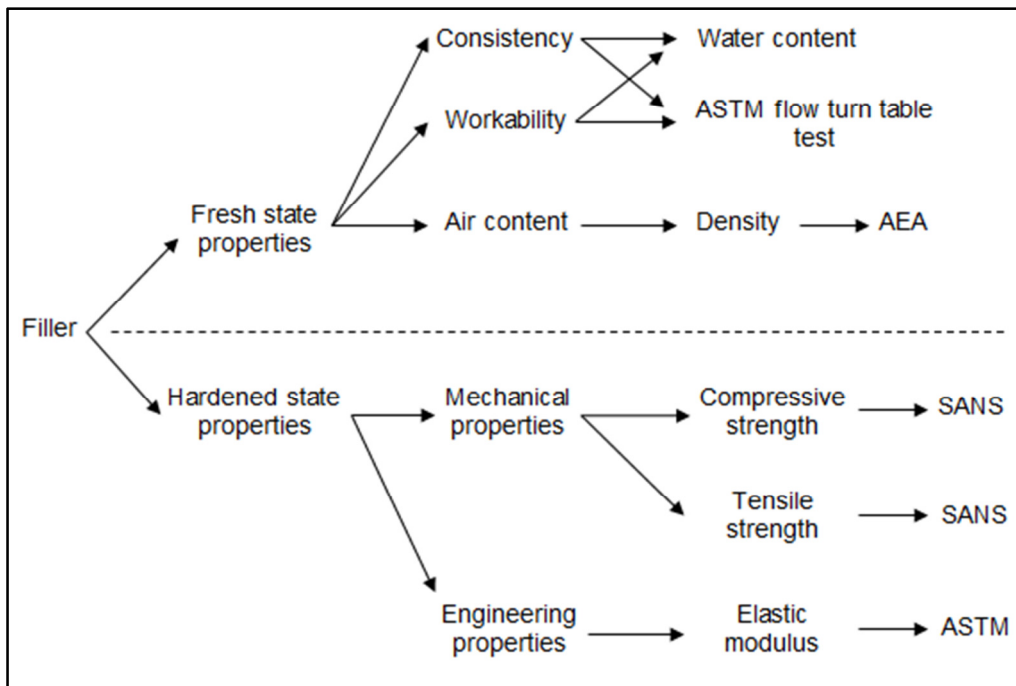 Consistency
Water content
Workability
ASTM flow turn table
test
Fresh state
properties
Air content
Density
AEA
Filler
Hardened state
properties
Mechanical
properties
Compressive
strength
SANS
Tensile
strength
SANS
Engineering
properties
Elastic
modulus
ASTM